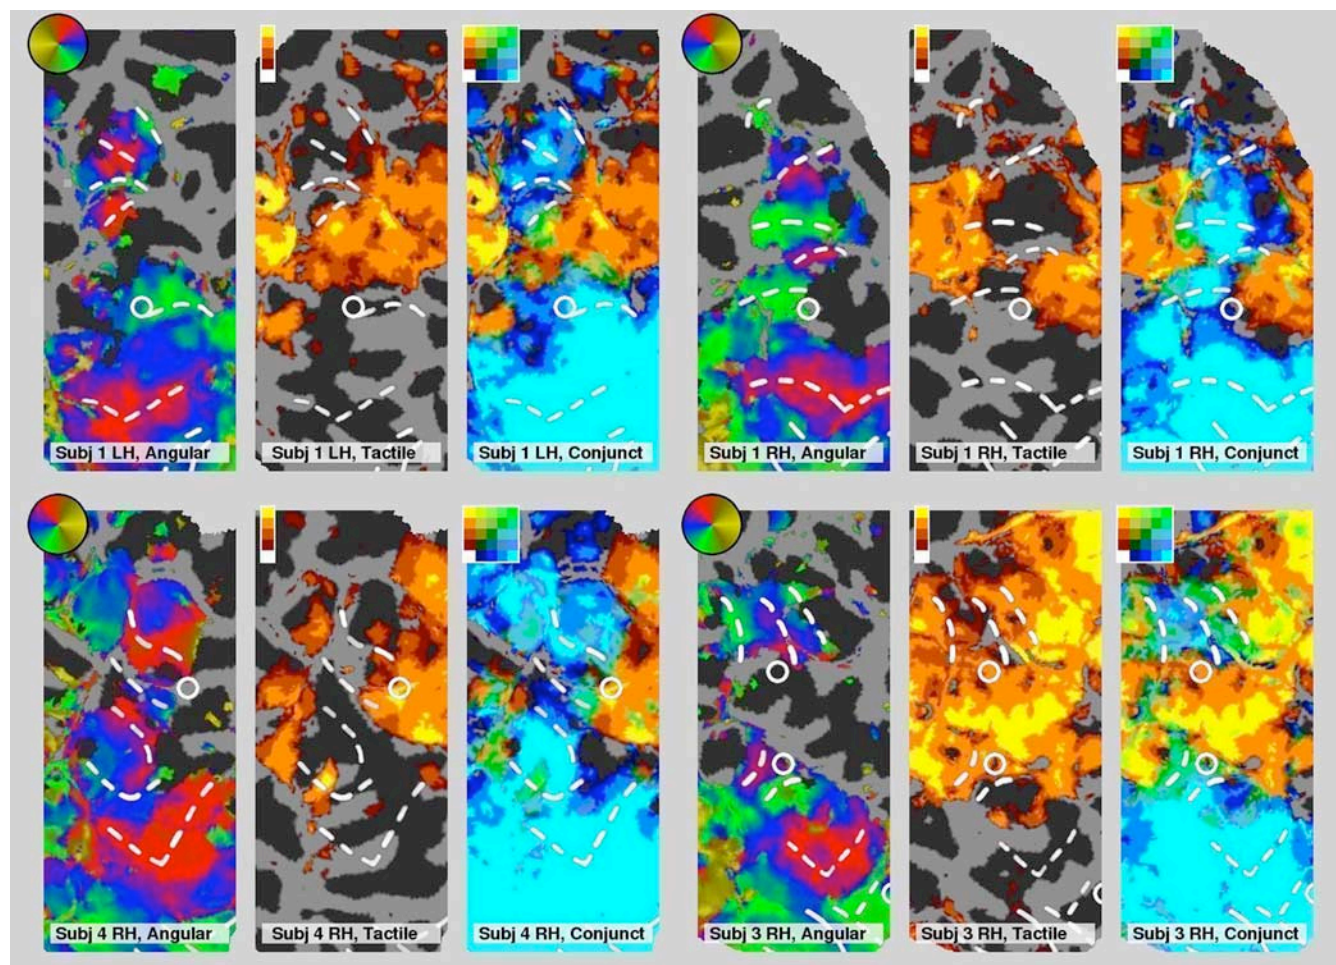 Subj 1 LH, Angular
Subj 1 LH, Tactile
Subj 1 LH, Conjunct
Subj 1 RH, Angular
Subj 1 RH, Tactile
Subj 1 RH, Conjunct
Subj 4 RH, Angular
Subj 4 RH, Tactile
Subj 4 RH, Conjunct
Subj 3 RH, Angular
Subj 3 RH, Tactile
Subj 3 RH, Conjunct